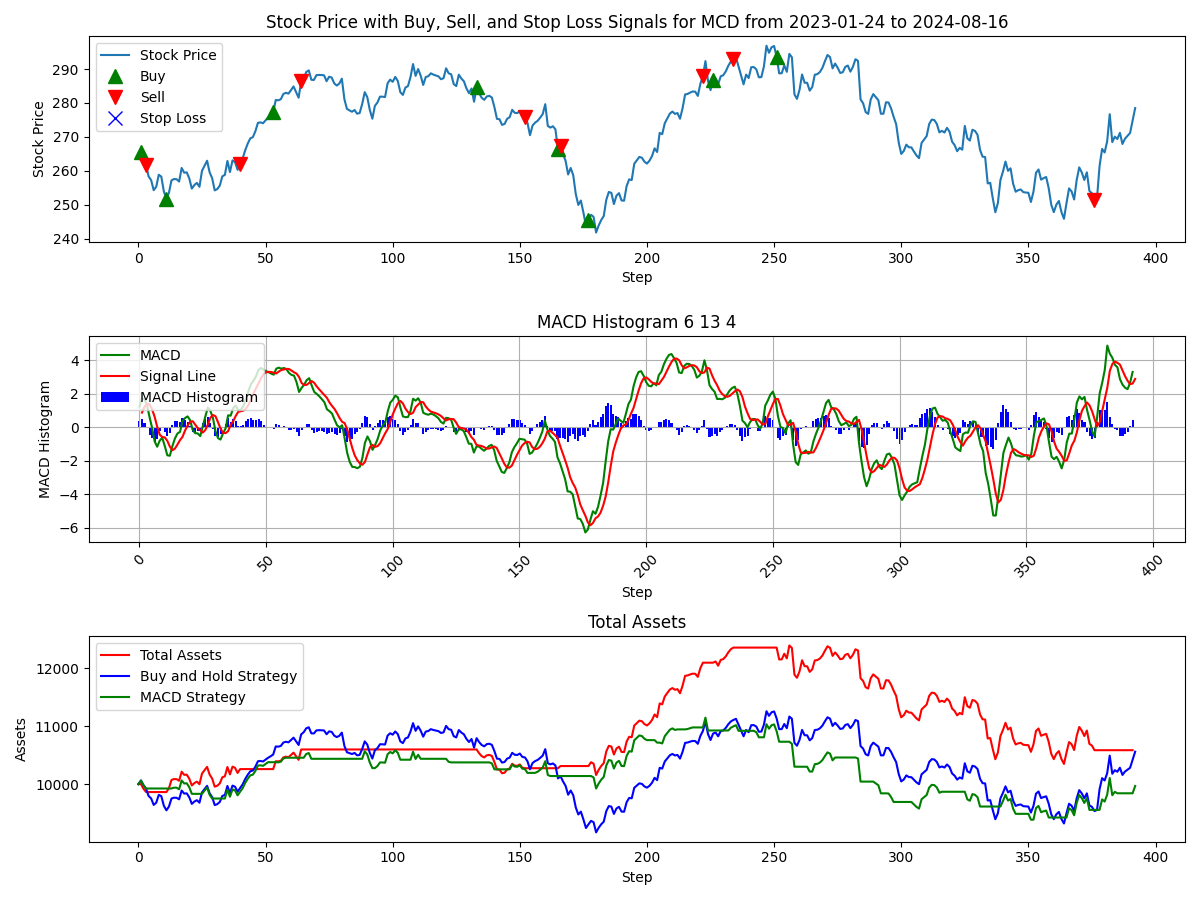 Stock Price with Buy, Sell, and Stop Loss Signals for MCD from 2023-01-24 to 2024-08-16
Stock Price
Buy
Sell
Stop Loss
Stock Price
290
280
270
260
250
240
0 50 100 150 200 250 300 350 400
Step
MACD Histogram 6 13 4
MACD
Signal Line
MACD Histogram
MACD Histogram
4
2
0
−2
−4
−6
0 50 100 150 200 250 300 350 400
Step
Total Assets
Total Assets
Buy and Hold Strategy
MACD Strategy
Assets
12000
11000
10000
0 50 100 150 200 250 300 350 400
Step